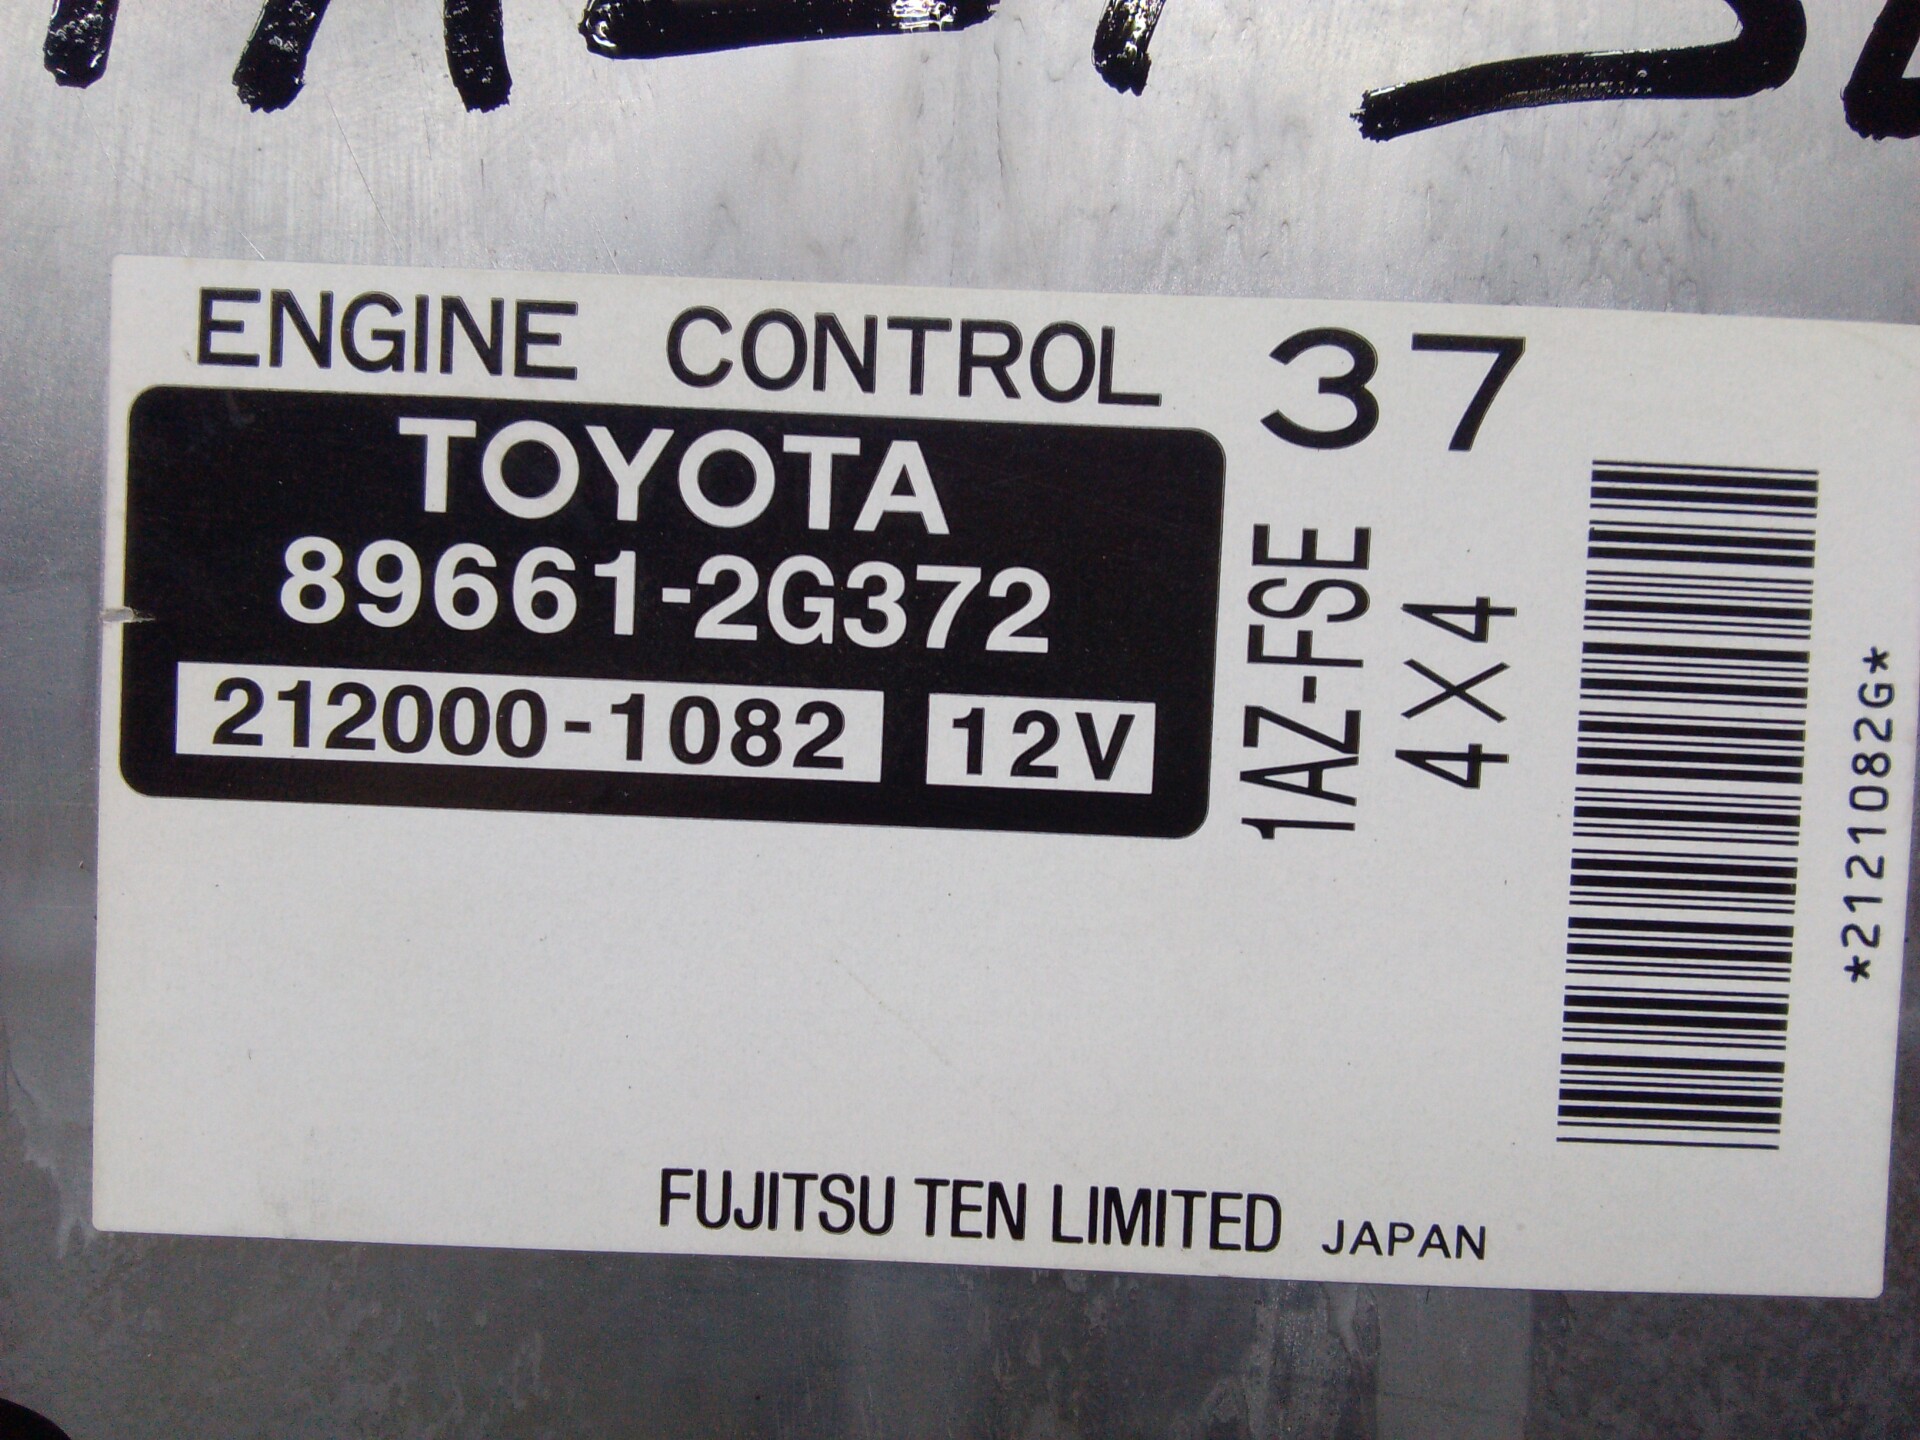 ENGINE CONTROL 37
TOYOTA
89661-2G372
212000-1082 12V
1AZ-FSE
4X4
*2121082G*
FUJITSU TEN LIMITED JAPAN